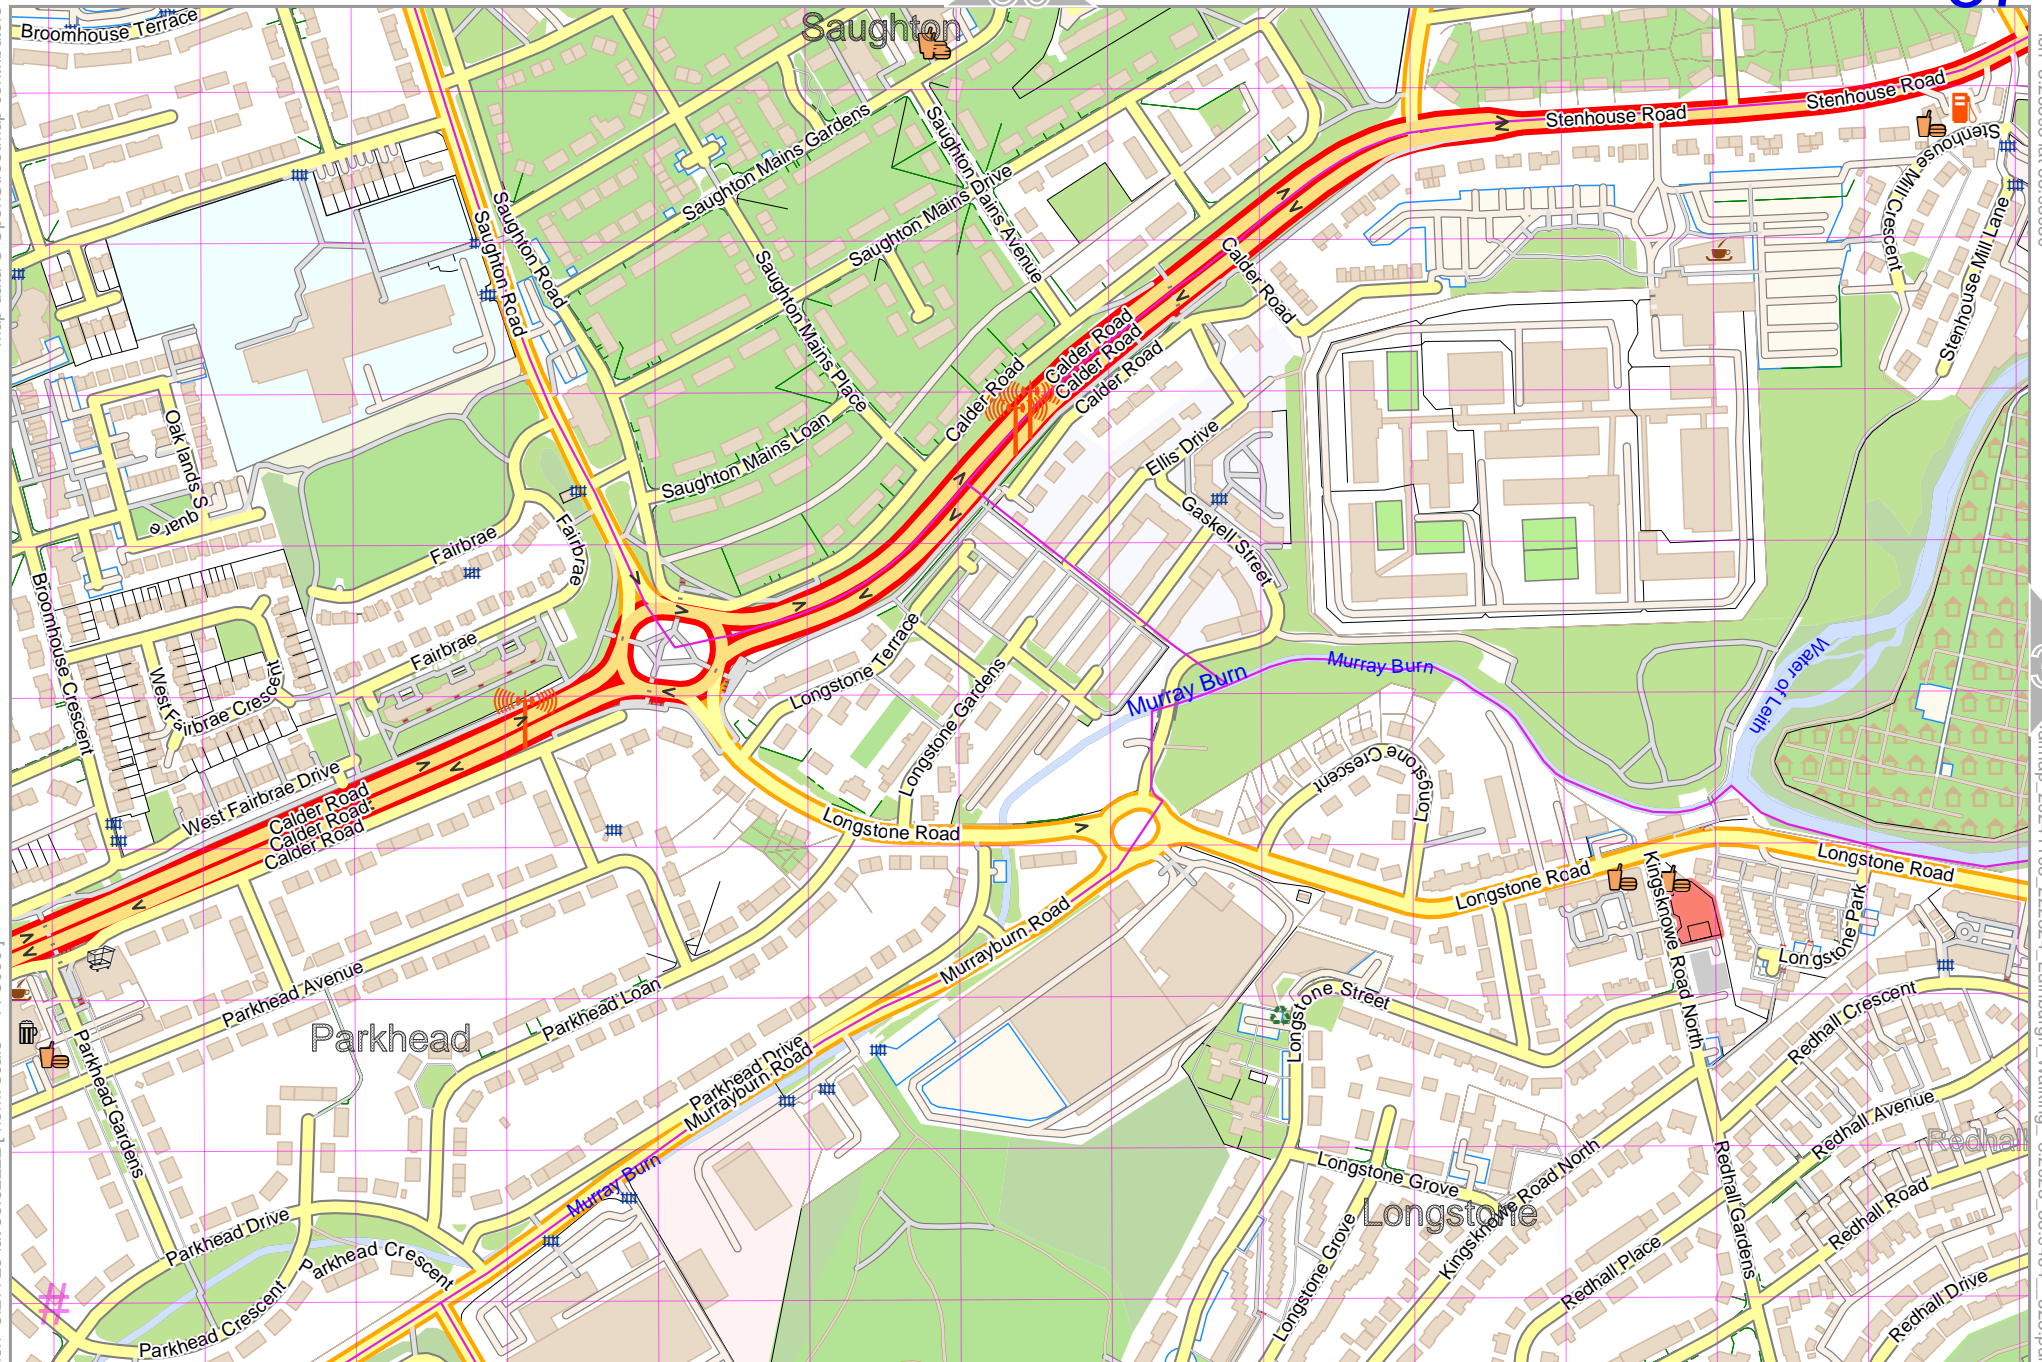 Broomhouse Terrace
Saughton
Saughton Mains Gardens
Saughton Mains Avenue
Saughton Mains Drive
Stenhouse Road
Stenhouse Road
Stenhouse Mill Crescent
Stenhouse Mill Lane
Saughton Road
Saughton Road
Saughton Mains Place
Calder Road
Calder Road
Calder Road
Calder Road
Calder Road
Saughton Mains Loan
Oaklands Square
Ellis Drive
Gaskell Street
Fairbrae
Fairbrae
Fairbrae
Broomhouse Crescent
West Fairbrae Crescent
West Fairbrae Drive
Longstone Terrace
Longstone Gardens
Murray Burn
Murray Burn
Water of Leith
Longstone Crescent
Calder Road
Calder Road
Calder Road
Longstone Road
Longstone Road
Longstone Road
Kingsknowe Road North
Longstone Park
Murrayburn Road
Parkhead Avenue
Parkhead Loan
Parkhead
Parkhead Gardens
Longstone Street
Longstone Street
Redhall Crescent
Parkhead Drive
Murrayburn Road
Redhall Avenue
Redhall
Murray Burn
Longstone Grove
Longstone
Kingsknowe Road North
Redhall Gardens
Redhall Road
Parkhead Drive
Parkhead Crescent
Parkhead Crescent
Longstone Grove
Redhall Place
Redhall Drive
#